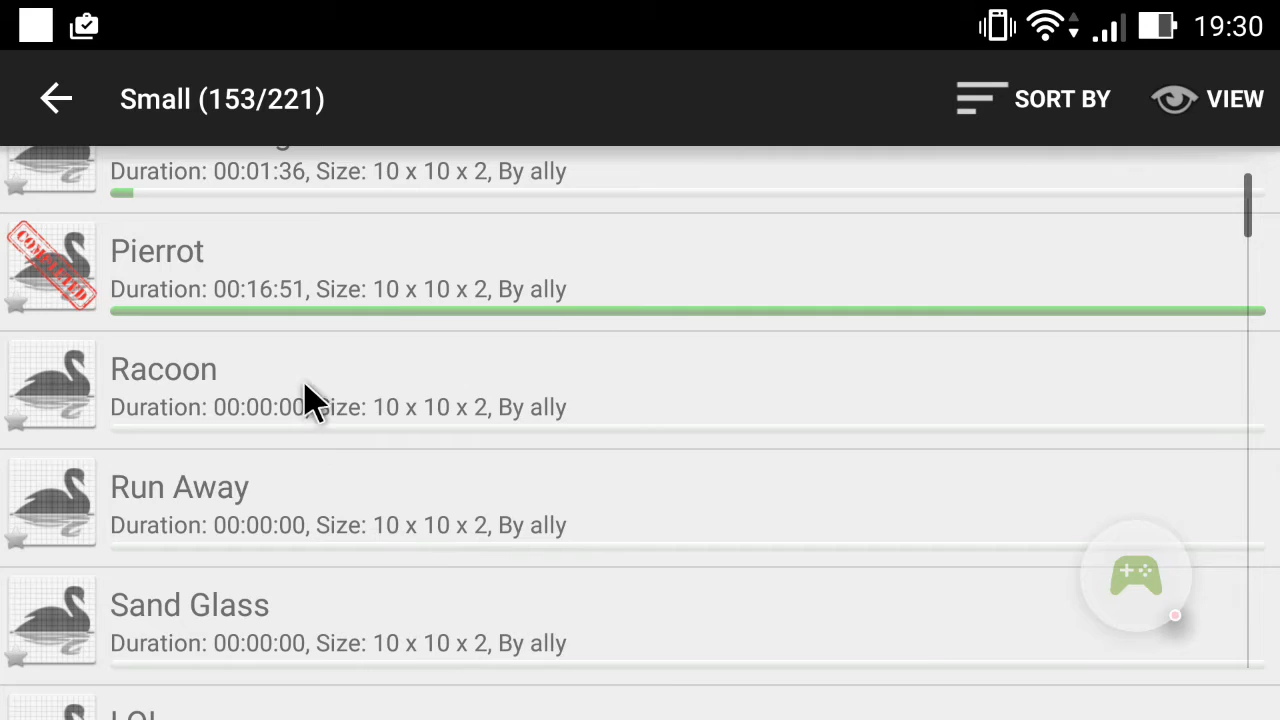 19:30
Small (153/221)
SORT BY
VIEW
Duration: 00:01:36, Size: 10 x 10 x 2, By ally
COMPLETED
Pierrot
Duration: 00:16:51, Size: 10 x 10 x 2, By ally
Racoon
Duration: 00:00:00, Size: 10 x 10 x 2, By ally
Run Away
Duration: 00:00:00, Size: 10 x 10 x 2, By ally
Sand Glass
Duration: 00:00:00, Size: 10 x 10 x 2, By ally